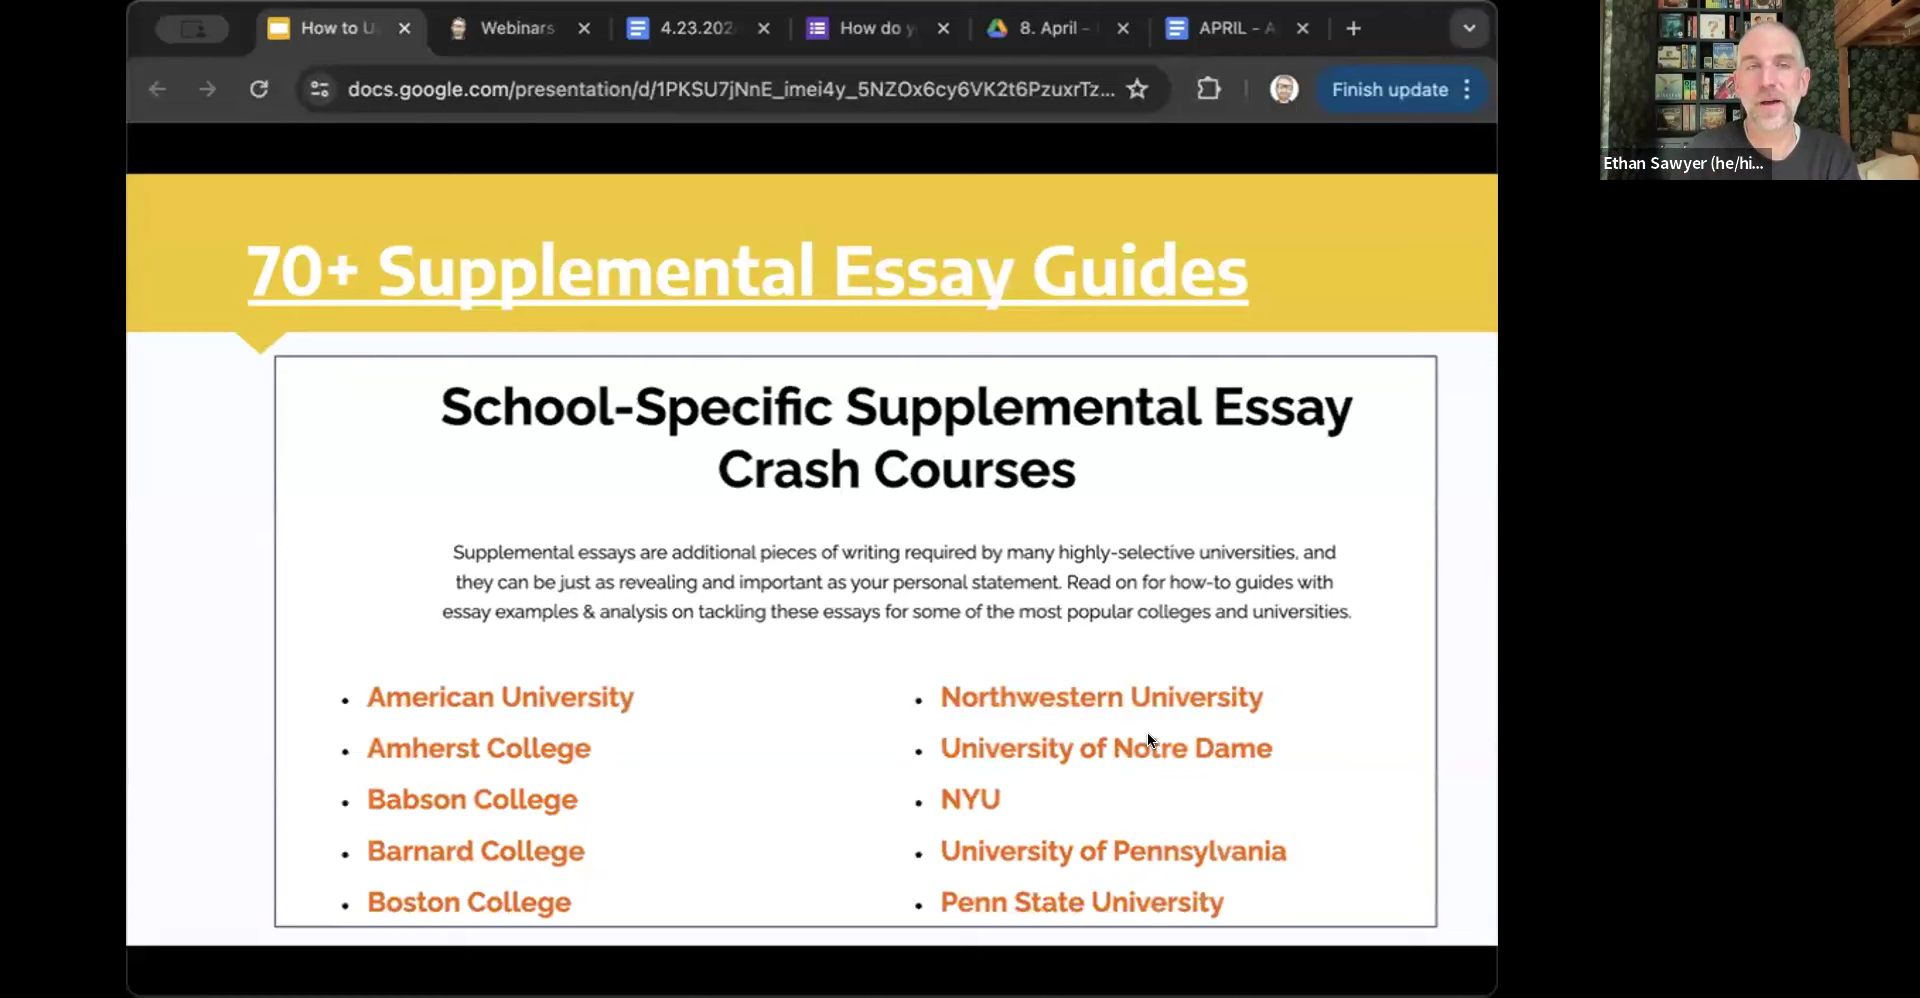 How to U
Webinars
4.23.202
How do y
8. April -
APRIL - A
docs.google.com/presentation/d/1PKSU7jNnE_imei4y_5NZOx6cy6VK2t6PzuxrTz...
Finish update
Ethan Sawyer (he/hi...
70+ Supplemental Essay Guides
School-Specific Supplemental Essay
Crash Courses
Supplemental essays are additional pieces of writing required by many highly-selective universities, and
they can be just as revealing and important as your personal statement. Read on for how-to guides with
essay examples & analysis on tackling these essays for some of the most popular colleges and universities.
• American University
• Amherst College
• Babson College
• Barnard College
• Boston College
• Northwestern University
• University of Notre Dame
• NYU
• University of Pennsylvania
• Penn State University